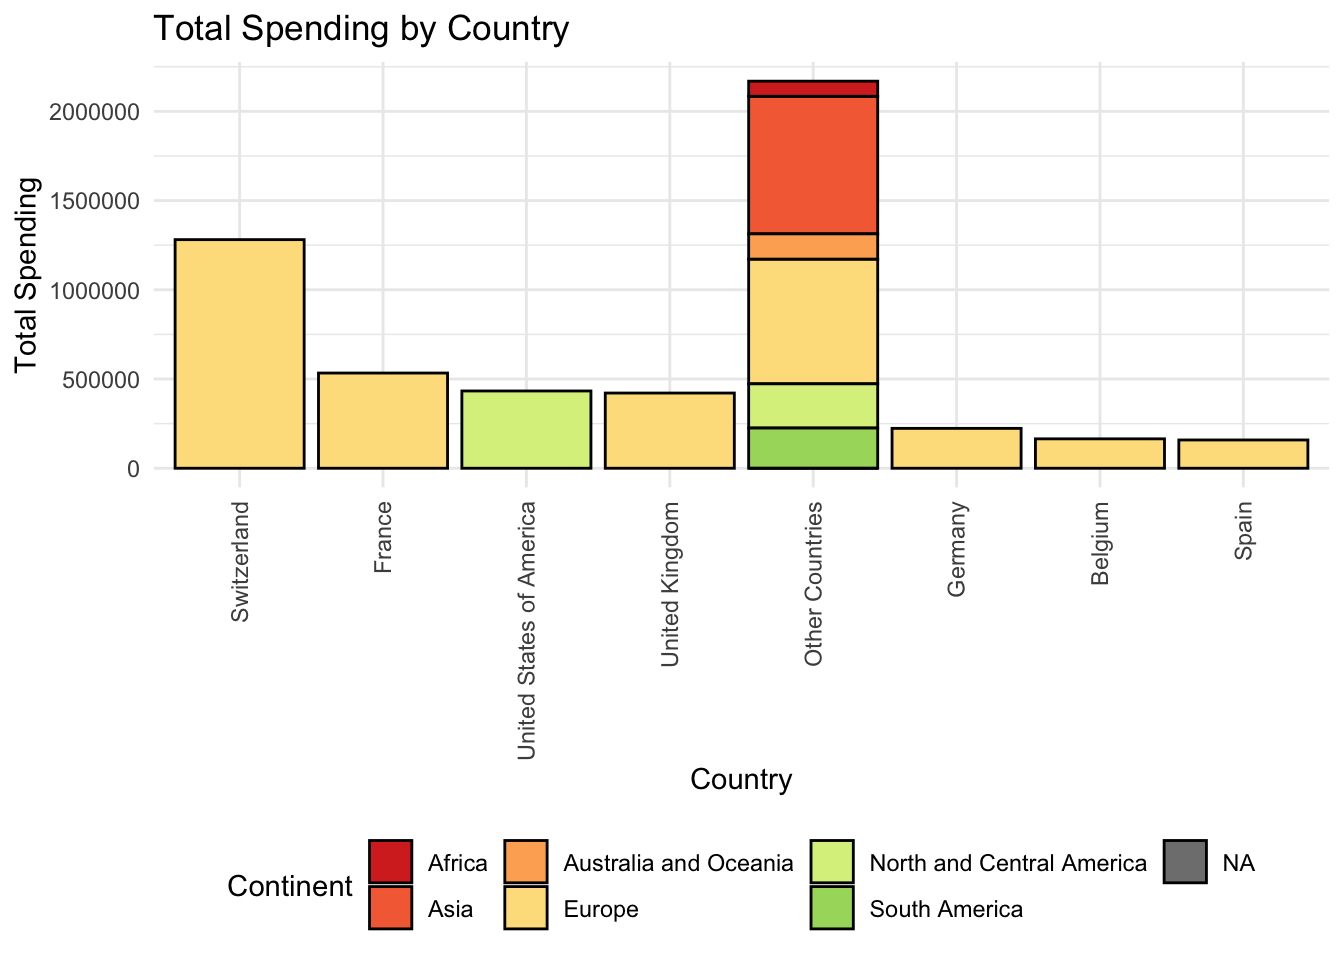 Total Spending by Country
Total Spending
2000000
1500000
1000000
500000
0
Switzerland
France
United States of America
United Kingdom
Other Countries
Germany
Belgium
Spain
Country
Continent
Africa
Asia
Australia and Oceania
Europe
North and Central America
South America
NA